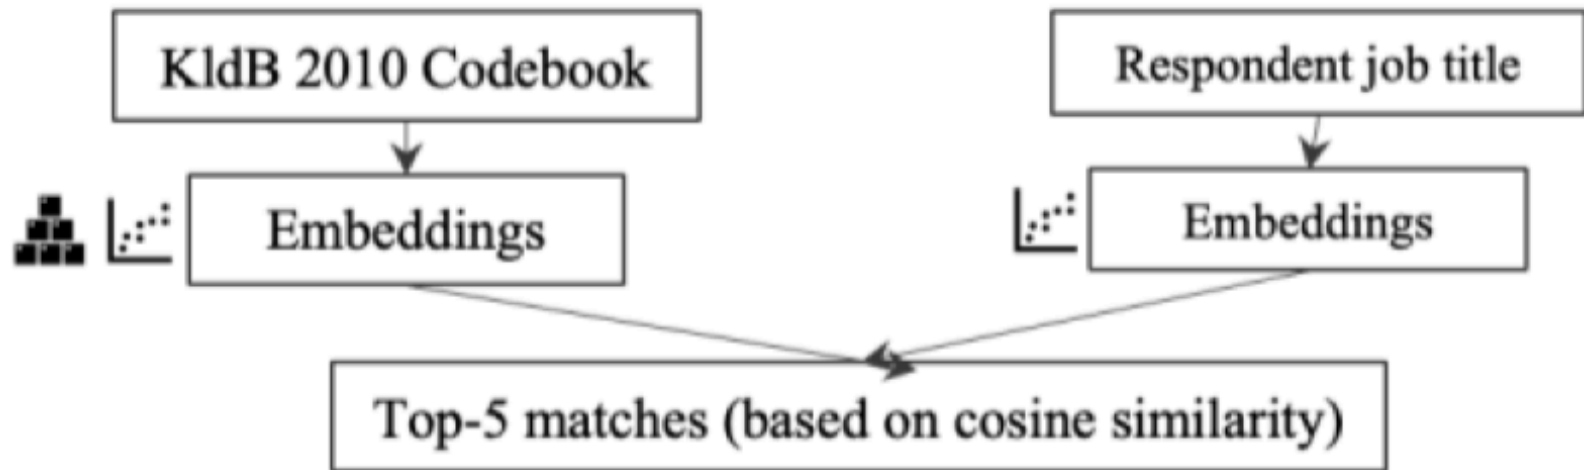 KldB 2010 Codebook
Respondent job title
Embeddings
Embeddings
Top-5 matches (based on cosine similarity)